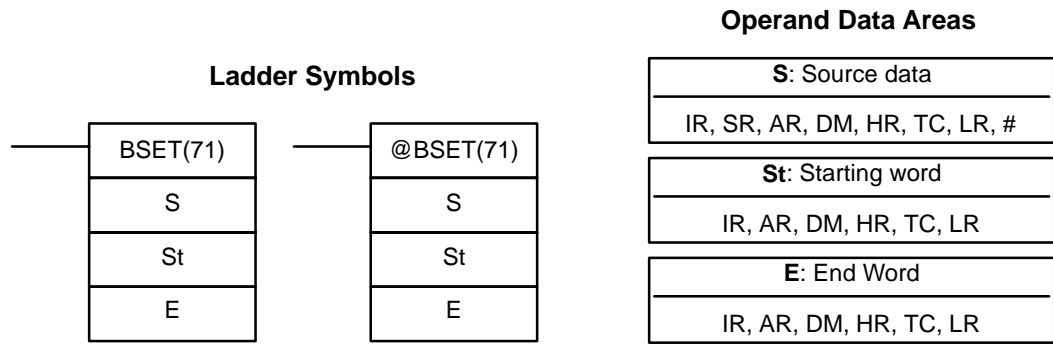 Ladder Symbols
BSET(71)
S
St
E
@BSET(71)
S
St
E
Operand Data Areas
S: Source data
IR, SR, AR, DM, HR, TC, LR, #
St: Starting word
IR, AR, DM, HR, TC, LR
E: End Word
IR, AR, DM, HR, TC, LR